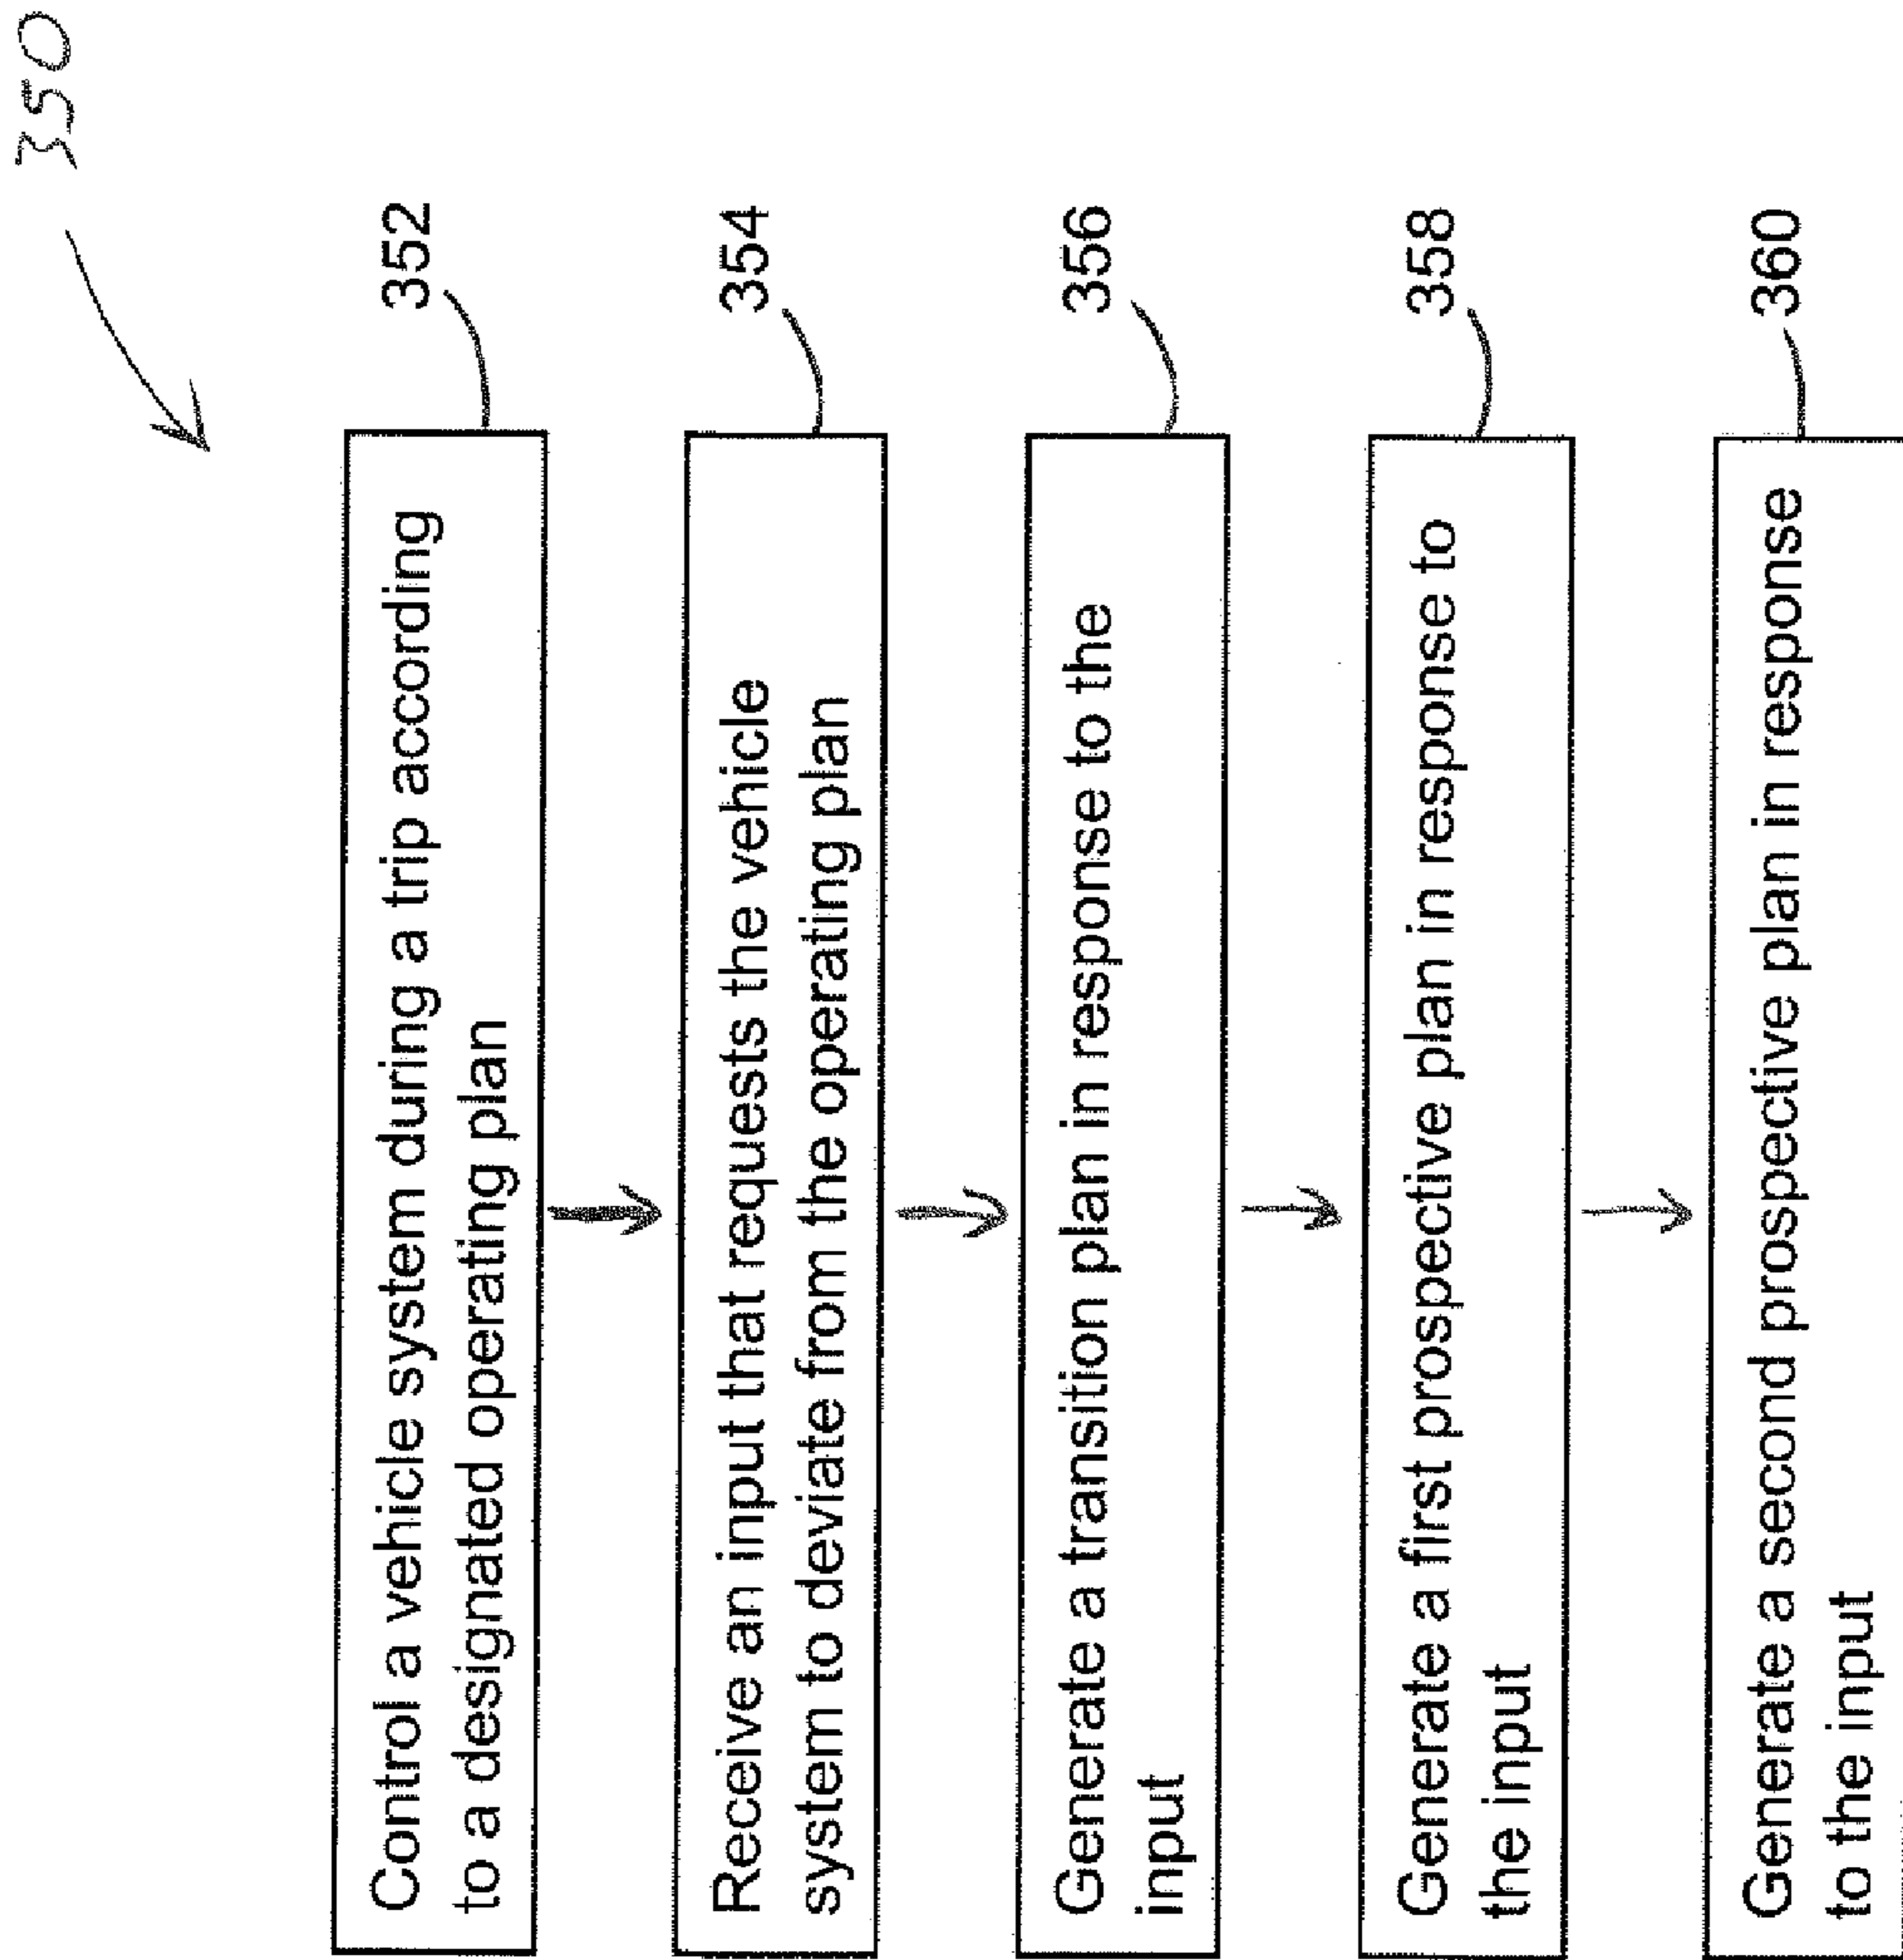 350
352
Control a vehicle system during a trip according
to a designated operating plan
354
Receive an input that requests the vehicle
system to deviate from the operating plan
356
Generate a transition plan in response to the
input
358
Generate a first prospective plan in response to
the input
360
Generate a second prospective plan in response
to the input